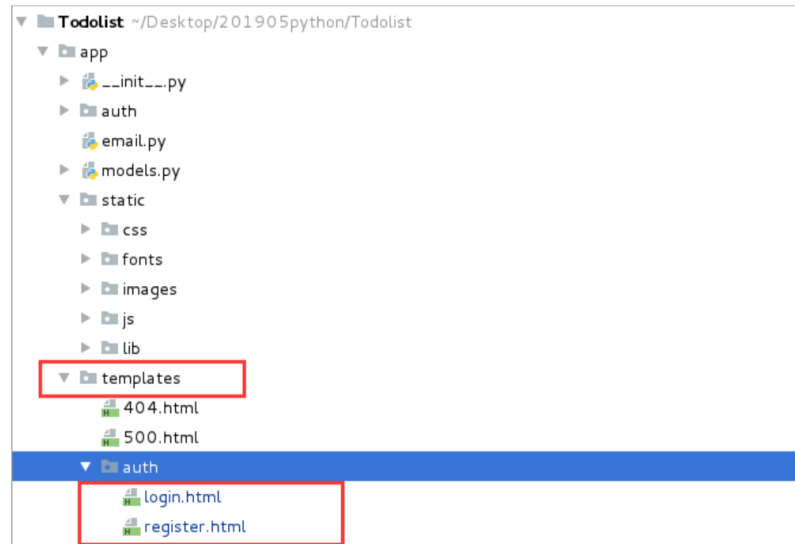 Todolist ~/Desktop/201905python/Todolist
app
__init__.py
auth
email.py
models.py
static
css
fonts
images
js
lib
templates
404.html
500.html
auth
login.html
register.html